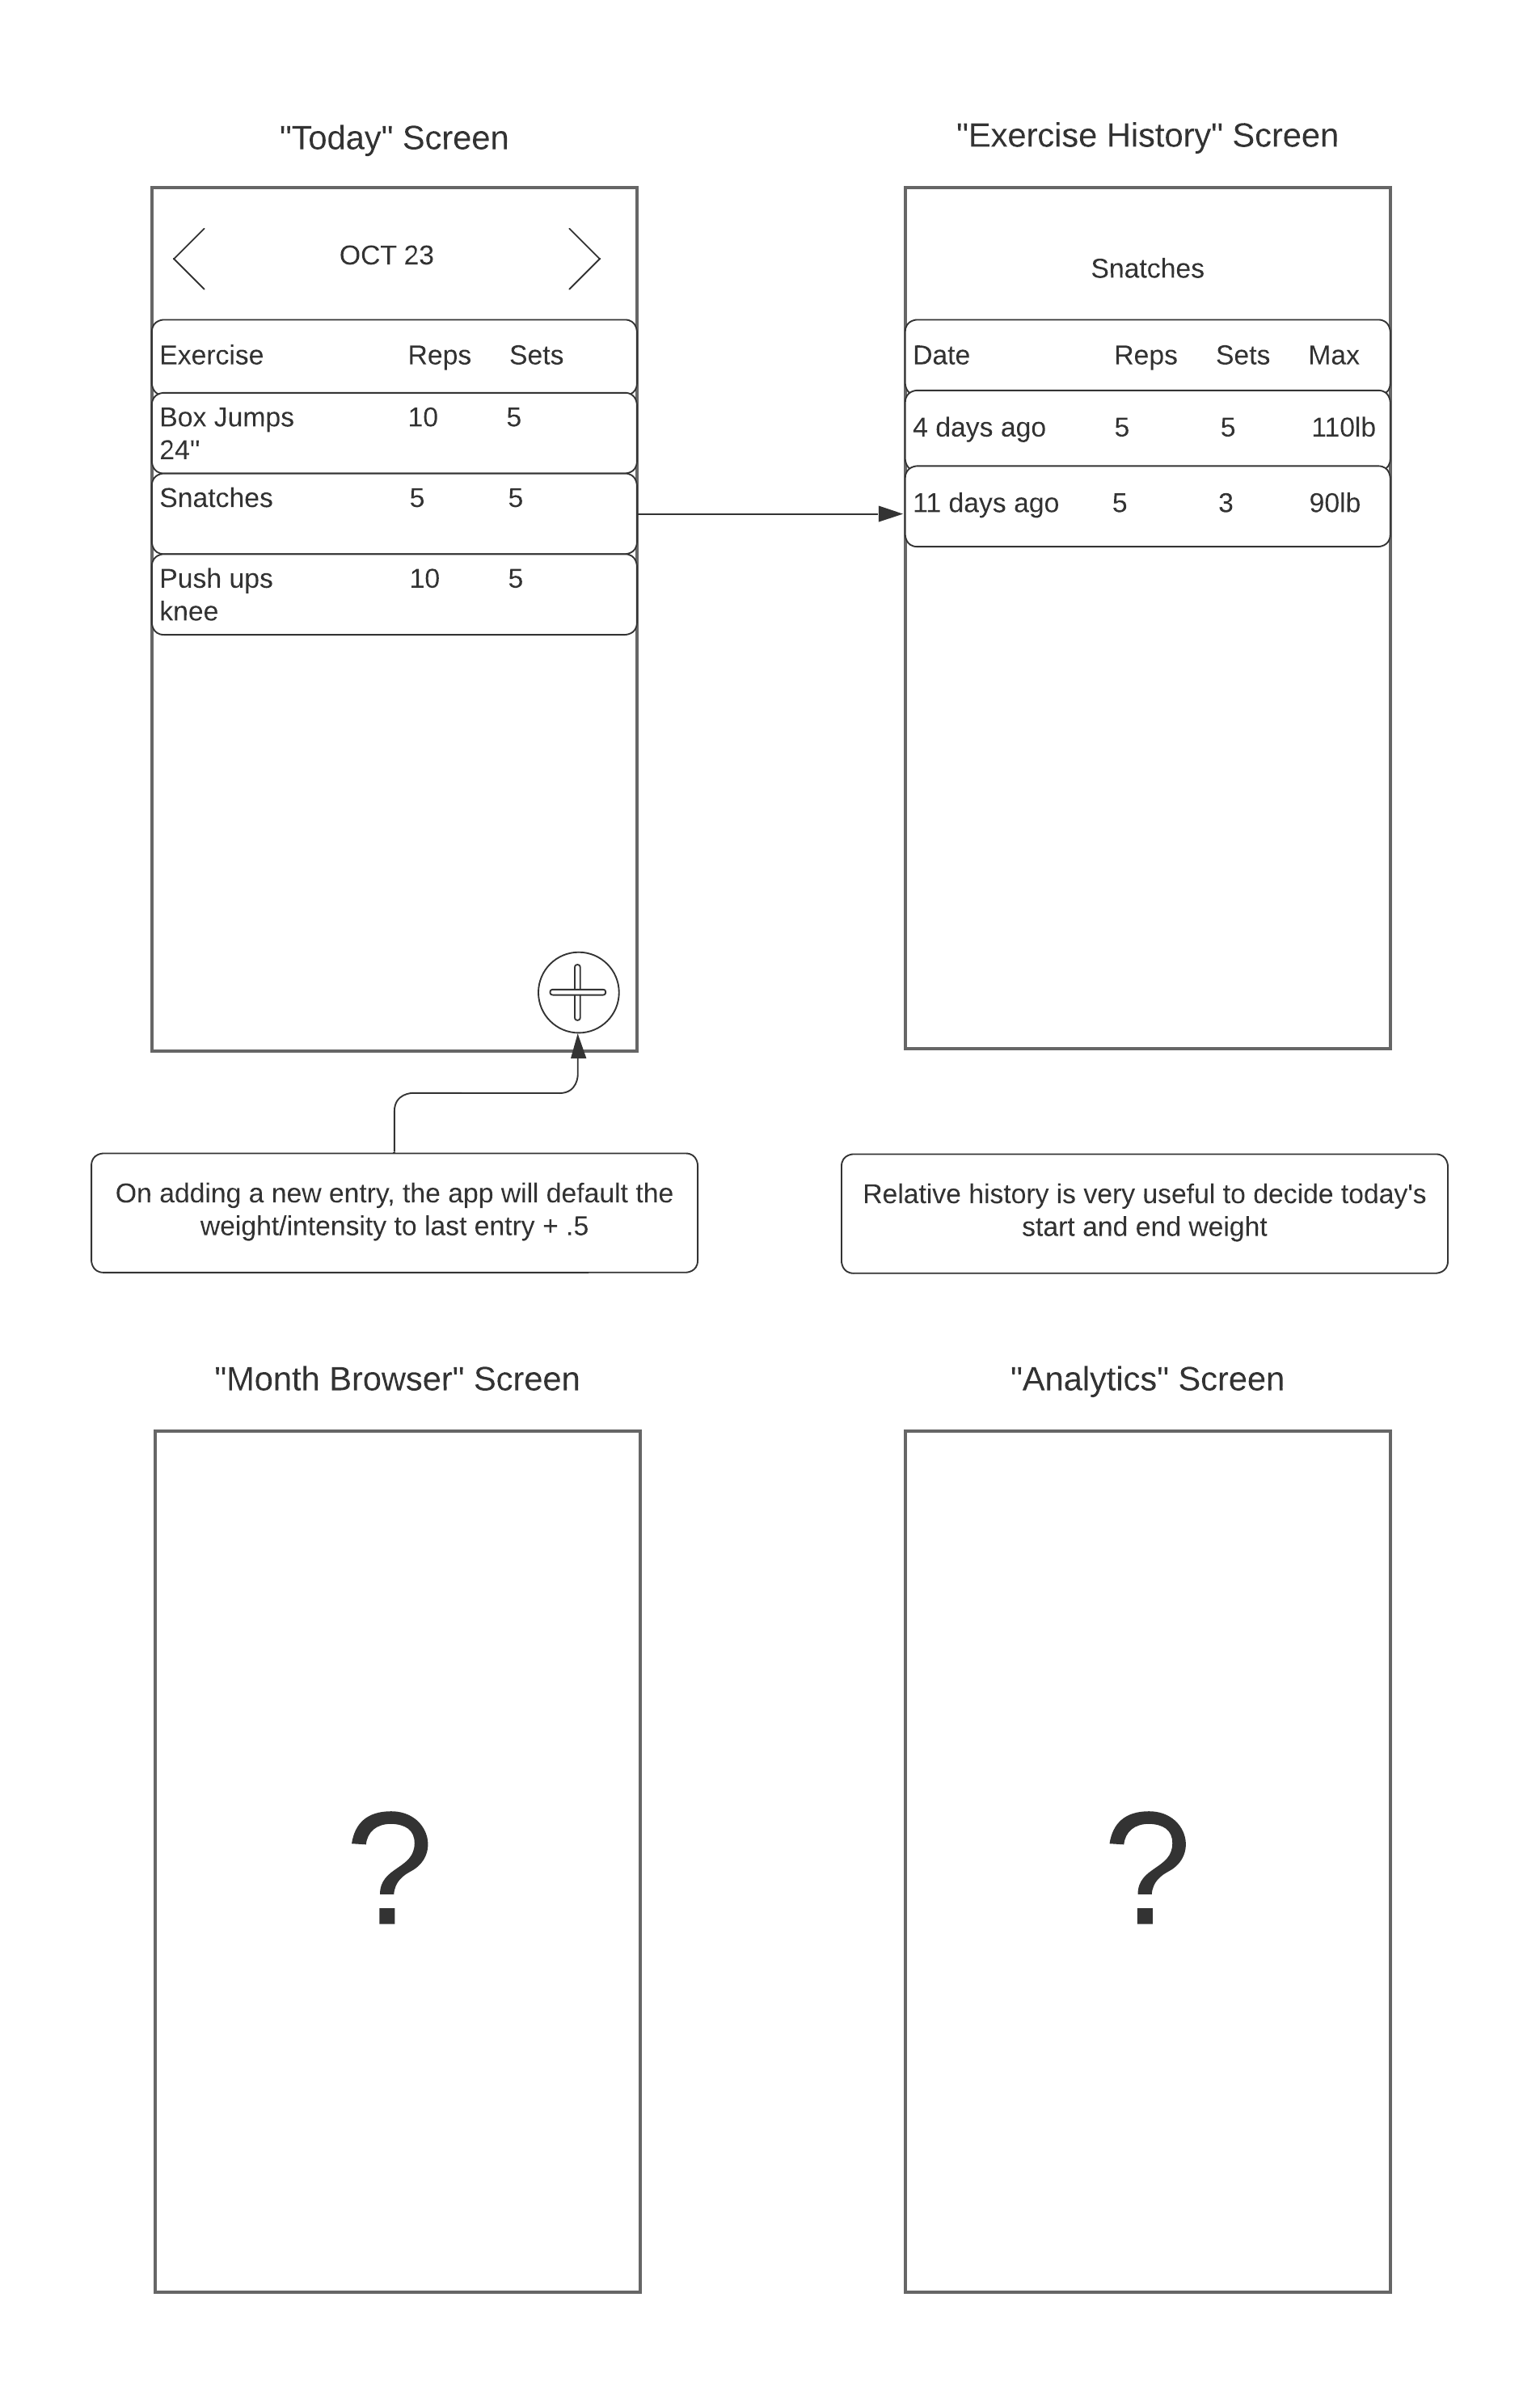 "Today" Screen
OCT 23
Exercise Reps Sets
Box Jumps 10 5
24"
Snatches 5 5
Push ups 10 5
knee
On adding a new entry, the app will default the
weight/intensity to last entry + .5
"Exercise History" Screen
Snatches
Date Reps Sets Max
4 days ago 5 5 110lb
11 days ago 5 3 90lb
Relative history is very useful to decide today's
start and end weight
"Month Browser" Screen
?
"Analytics" Screen
?